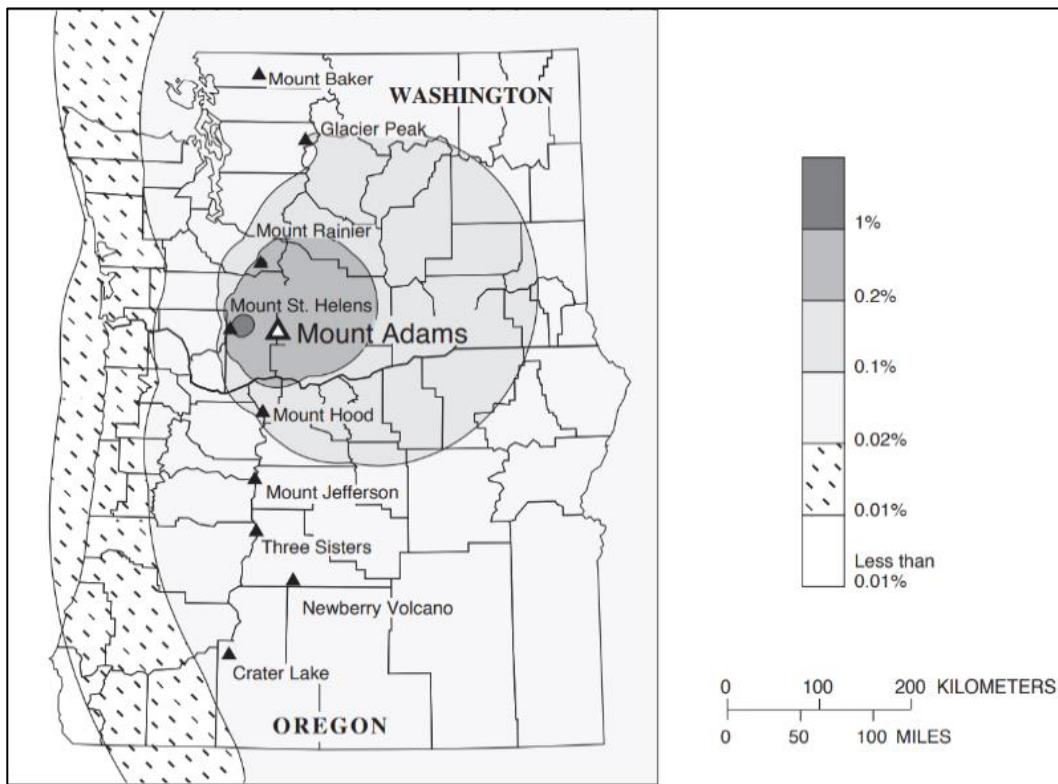 Mount Baker
WASHINGTON
Glacier Peak
Mount Rainier
Mount St. Helens
Mount Adams
Mount Hood
Mount Jefferson
Three Sisters
Newberry Volcano
Crater Lake
OREGON
1%
0.2%
0.1%
0.02%
0.01%
Less than
0.01%
0 100 200 KILOMETERS
0 50 100 MILES